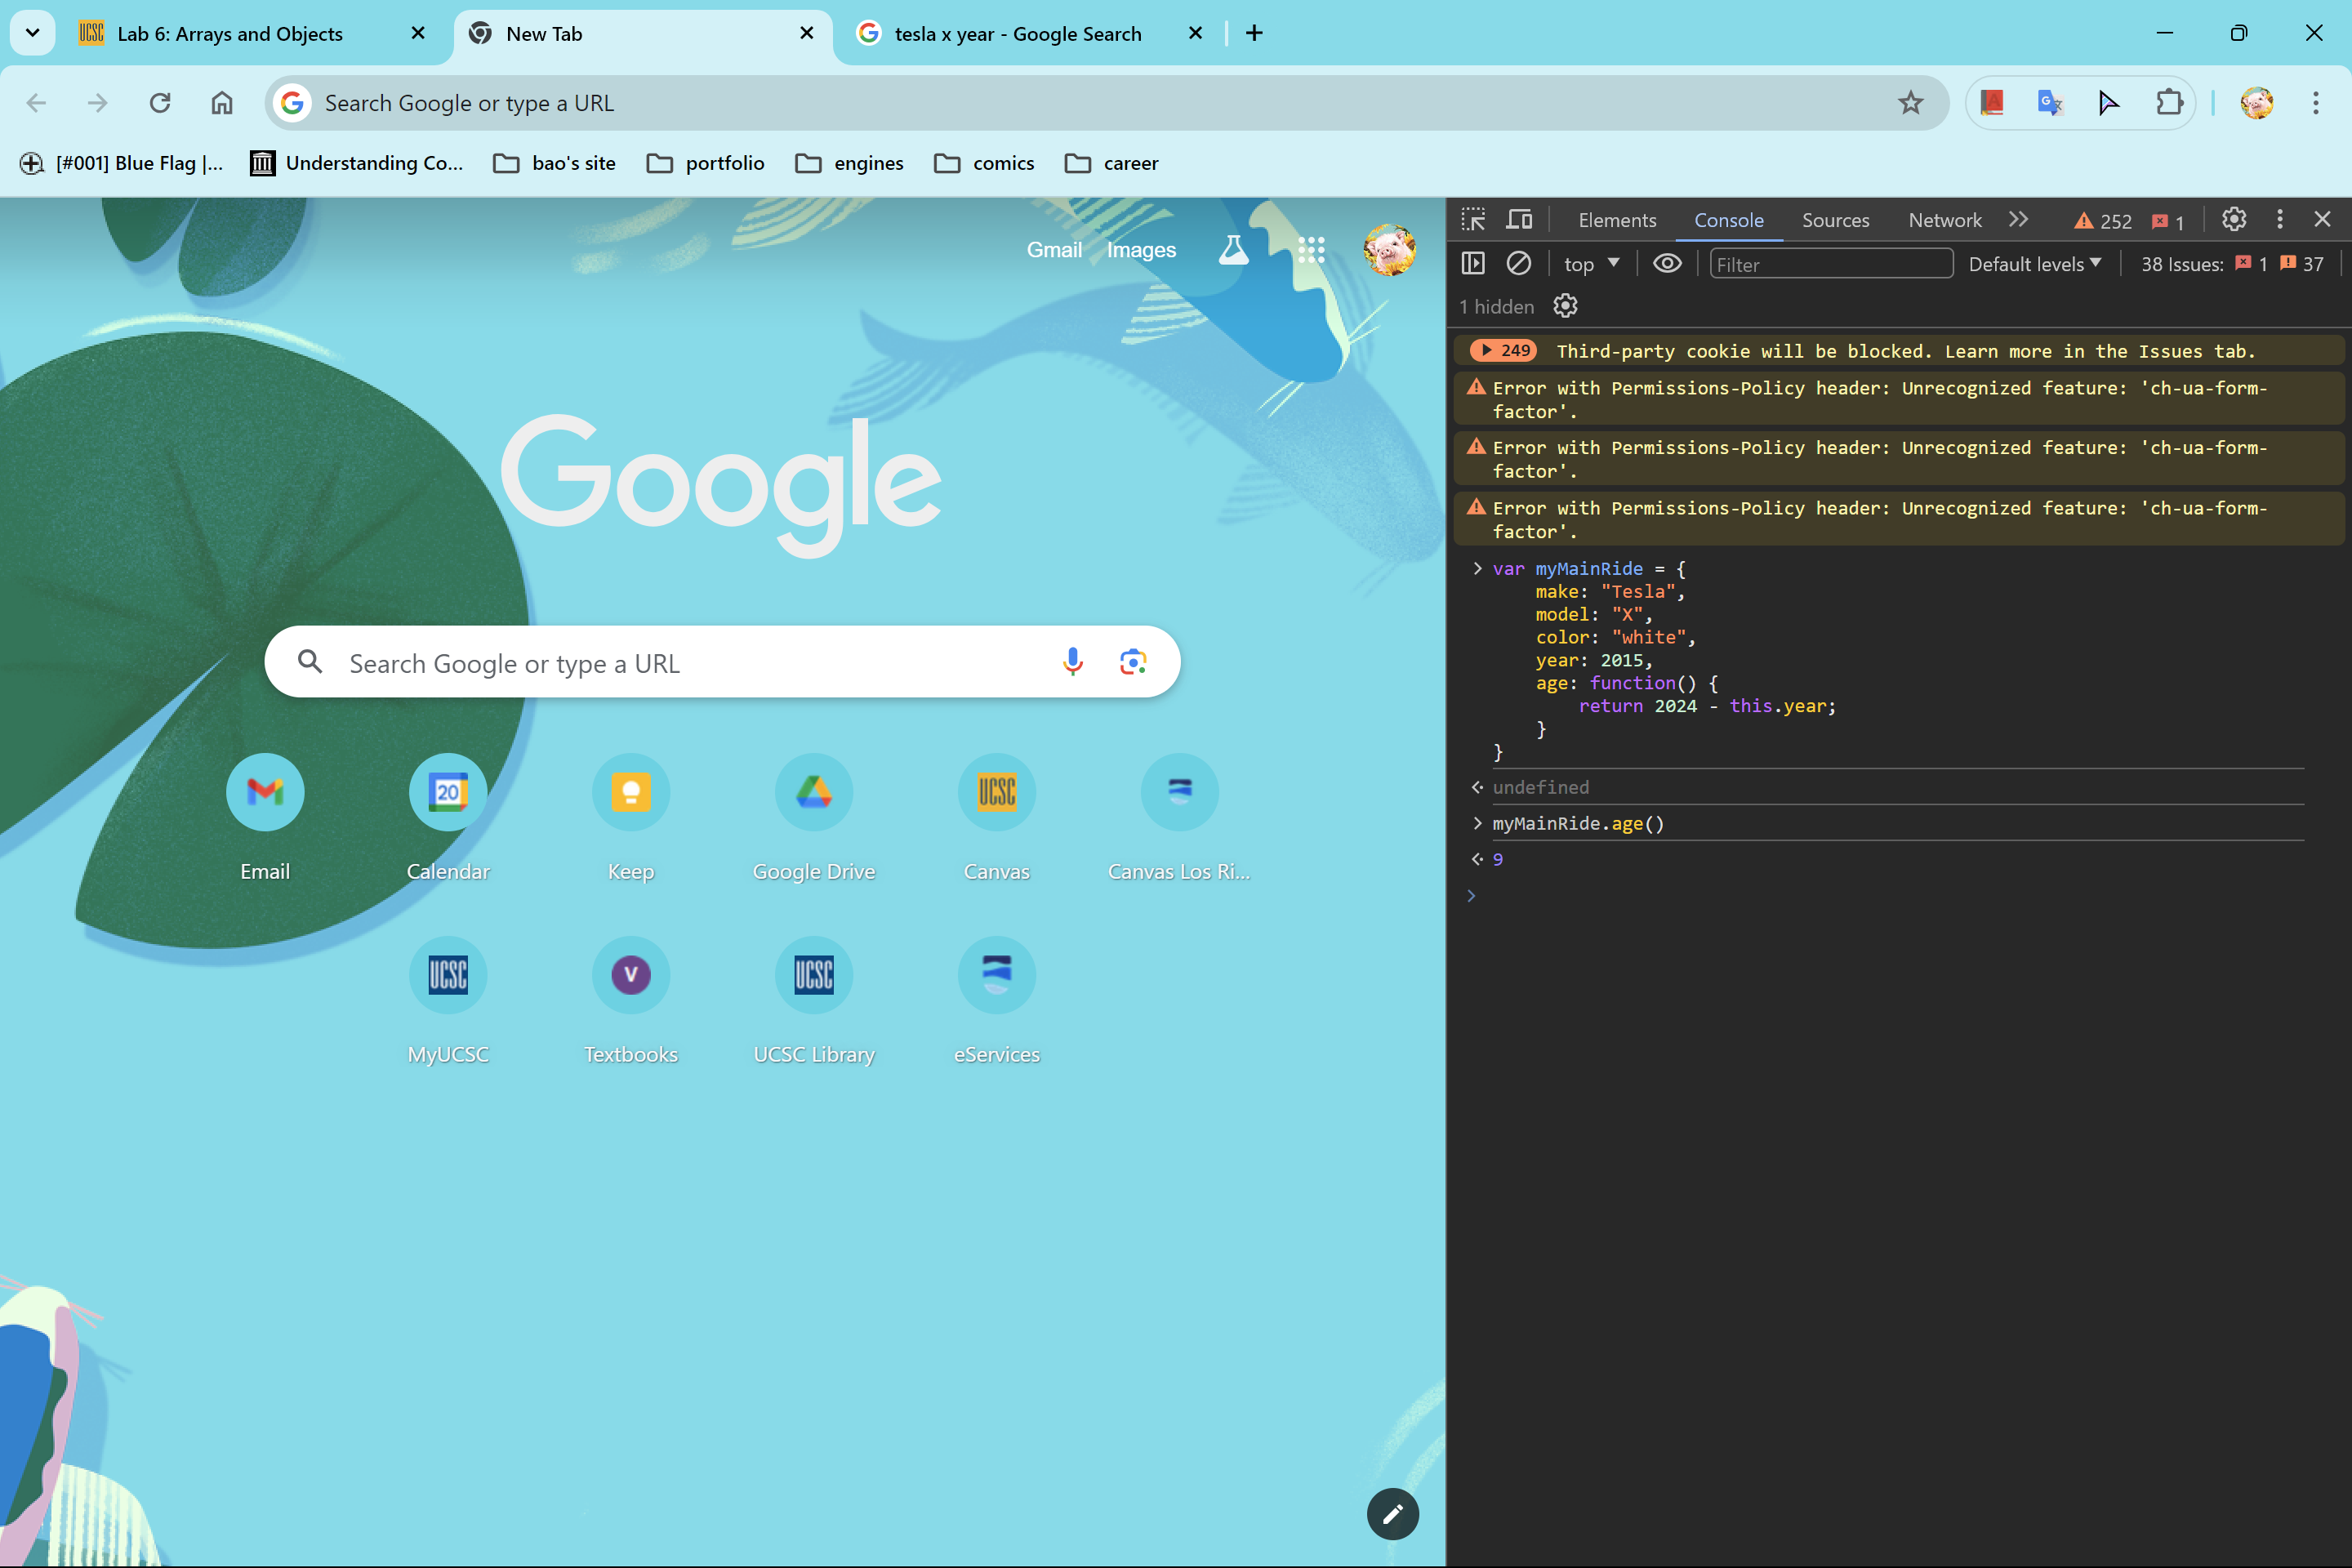 Lab 6: Arrays and Objects
New Tab
tesla x year - Google Search
Search Google or type a URL
[#001] Blue Flag |...
Understanding Co...
bao's site
portfolio
engines
comics
career
Gmail
Images
Google
Search Google or type a URL
20
UCSC
Email
Calendar
Keep
Google Drive
Canvas
Canvas Los Ri...
UCSC
V
UCSC
MyUCSC
Textbooks
UCSC Library
eServices
Elements
Console
Sources
Network
252
1
top
Filter
Default levels
38 Issues:
1
37
1 hidden
249
Third-party cookie will be blocked. Learn more in the Issues tab.
Error with Permissions-Policy header: Unrecognized feature: 'ch-ua-form-
factor'.
Error with Permissions-Policy header: Unrecognized feature: 'ch-ua-form-
factor'.
Error with Permissions-Policy header: Unrecognized feature: 'ch-ua-form-
factor'.
var myMainRide = {
make: "Tesla",
model: "X",
color: "white",
year: 2015,
age: function() {
return 2024 - this.year;
}
}
undefined
myMainRide.age()
9